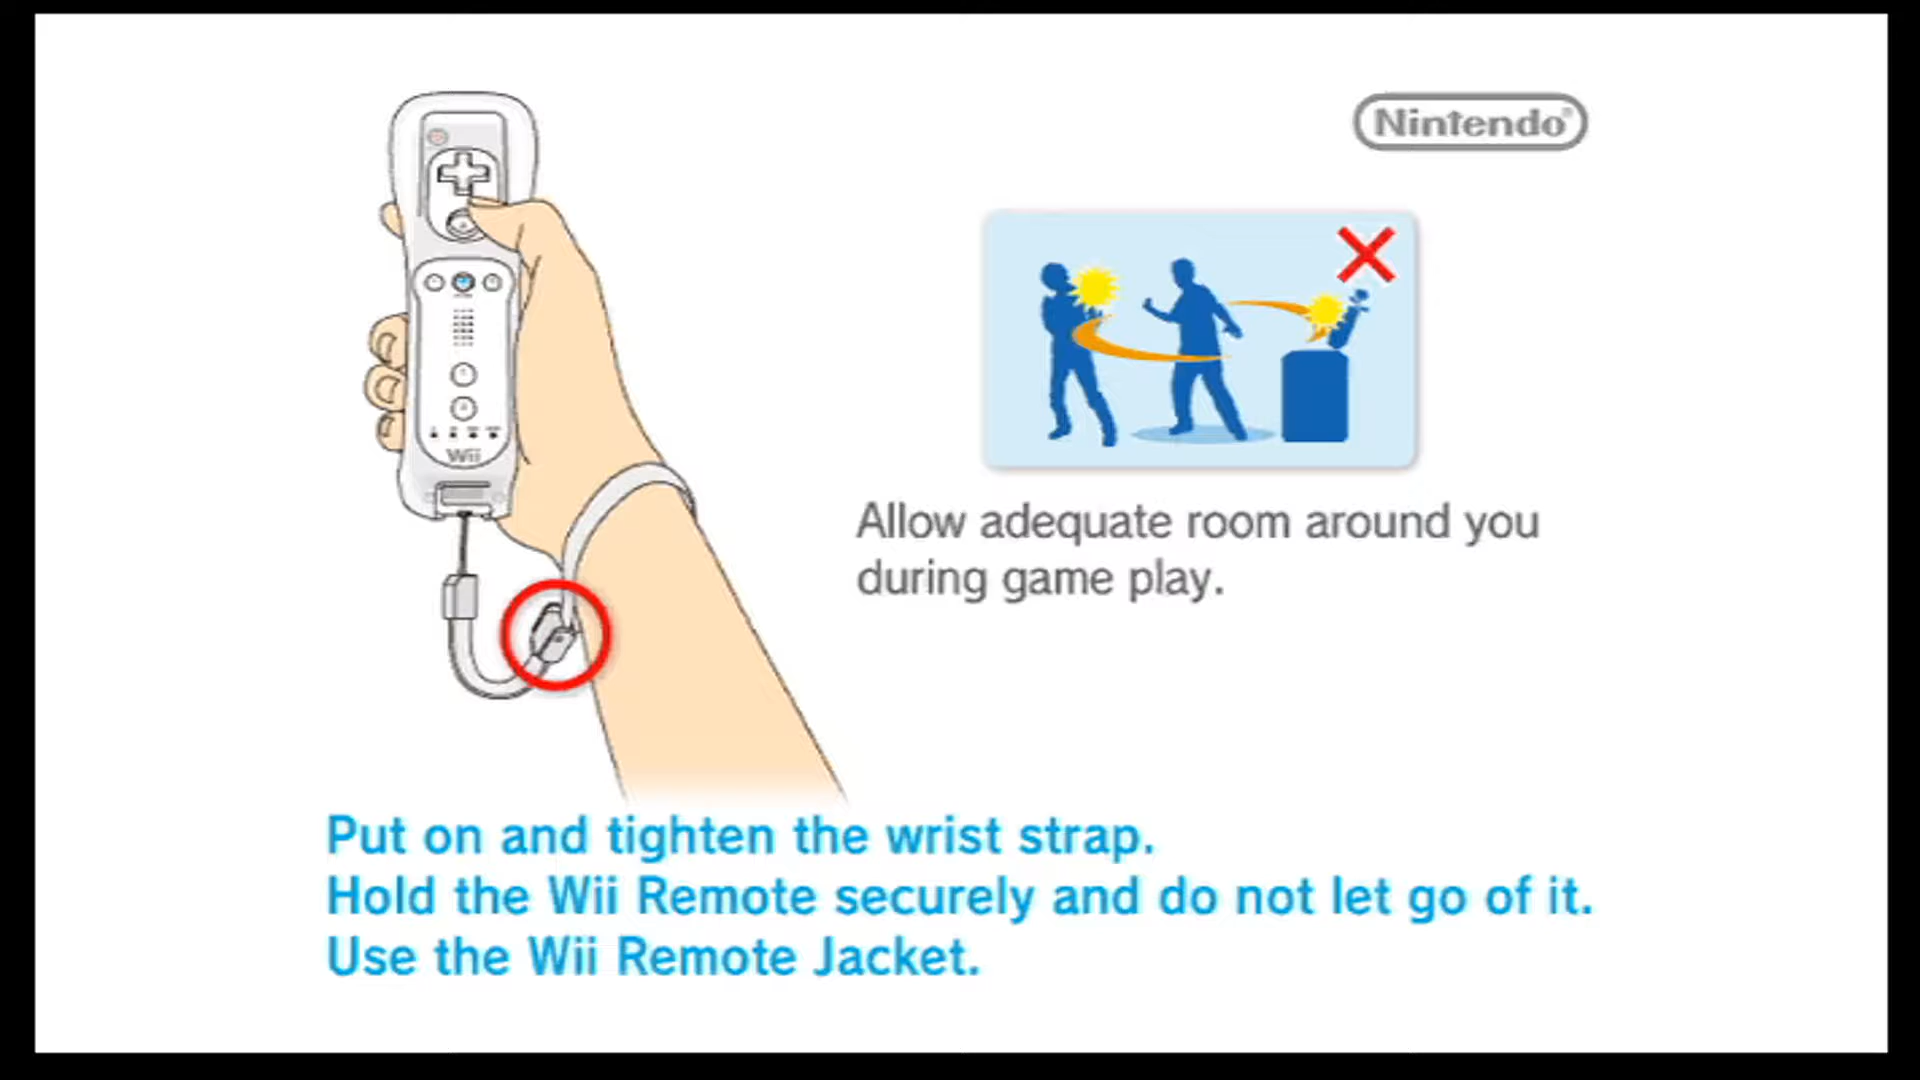 Nintendo®
Wii
Allow adequate room around you
during game play.
Put on and tighten the wrist strap.
Hold the Wii Remote securely and do not let go of it.
Use the Wii Remote Jacket.